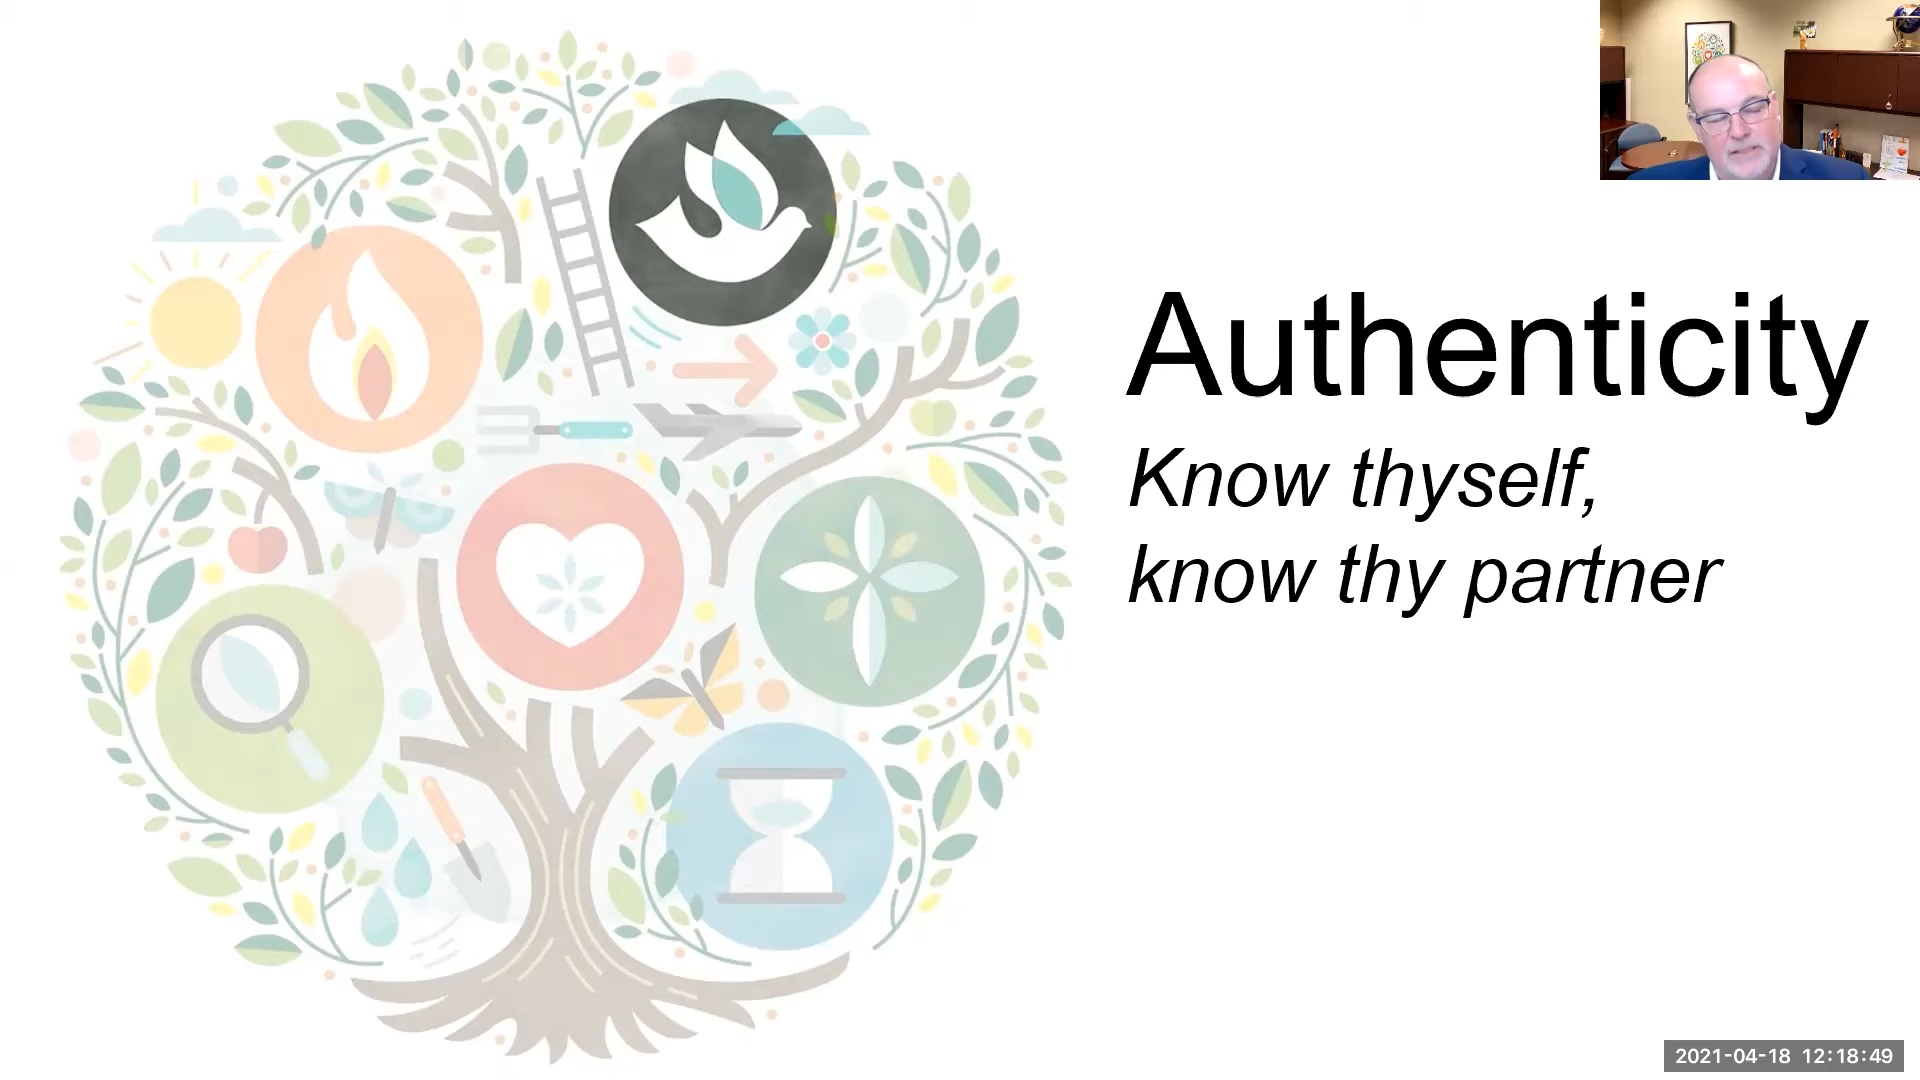 Authenticity
Know thyself,
know thy partner
2021-04-18 12:18:49